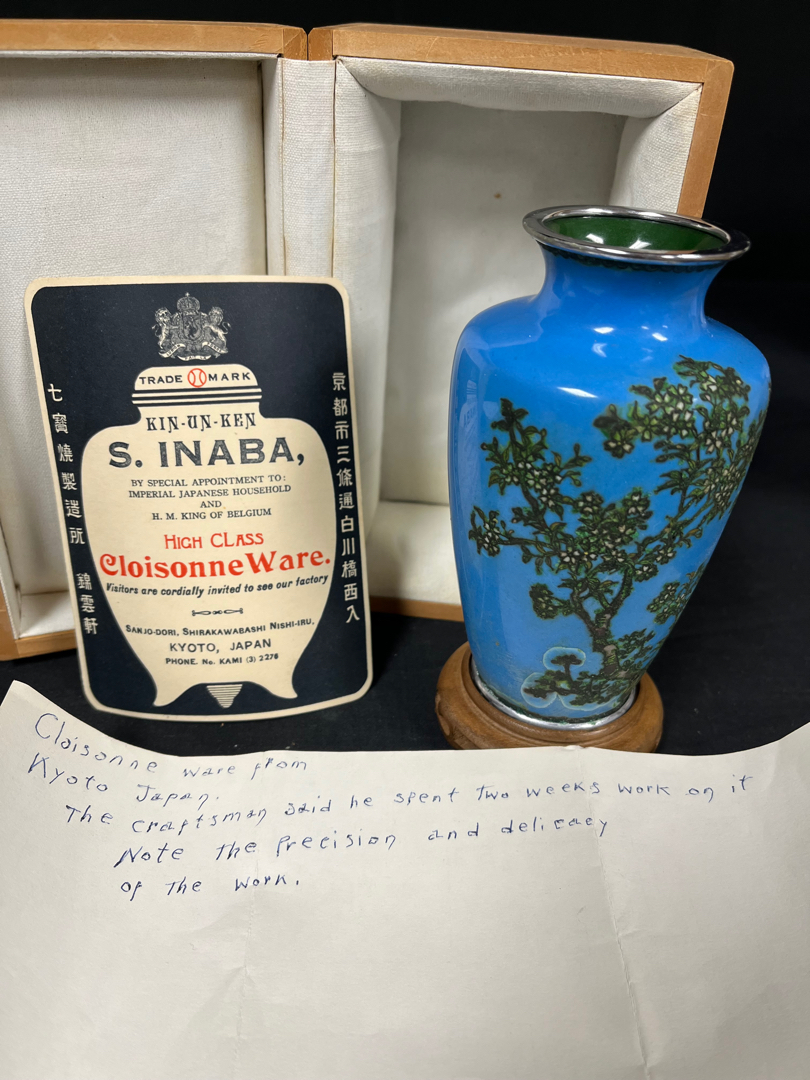 TRADE MARK
KIN-UN-KEN
S. INABA,
BY SPECIAL APPOINTMENT TO:
IMPERIAL JAPANESE HOUSEHOLD
AND
H. M. KING OF BELGIUM
HIGH CLASS
Cloisonne Ware.
Visitors are cordially invited to see our factory
SANJO-DORI, SHIRAKAWABASHI NISHI-IRU,
KYOTO, JAPAN
PHONE. No. KAMI (3) 2276
京都市三條通白川橋西入
七寳燒製造所 錦雲軒
Cloisonne ware from
Kyoto Japan.
The craftsman said he spent two weeks work on it
Note the precision and delicacy
of the work.